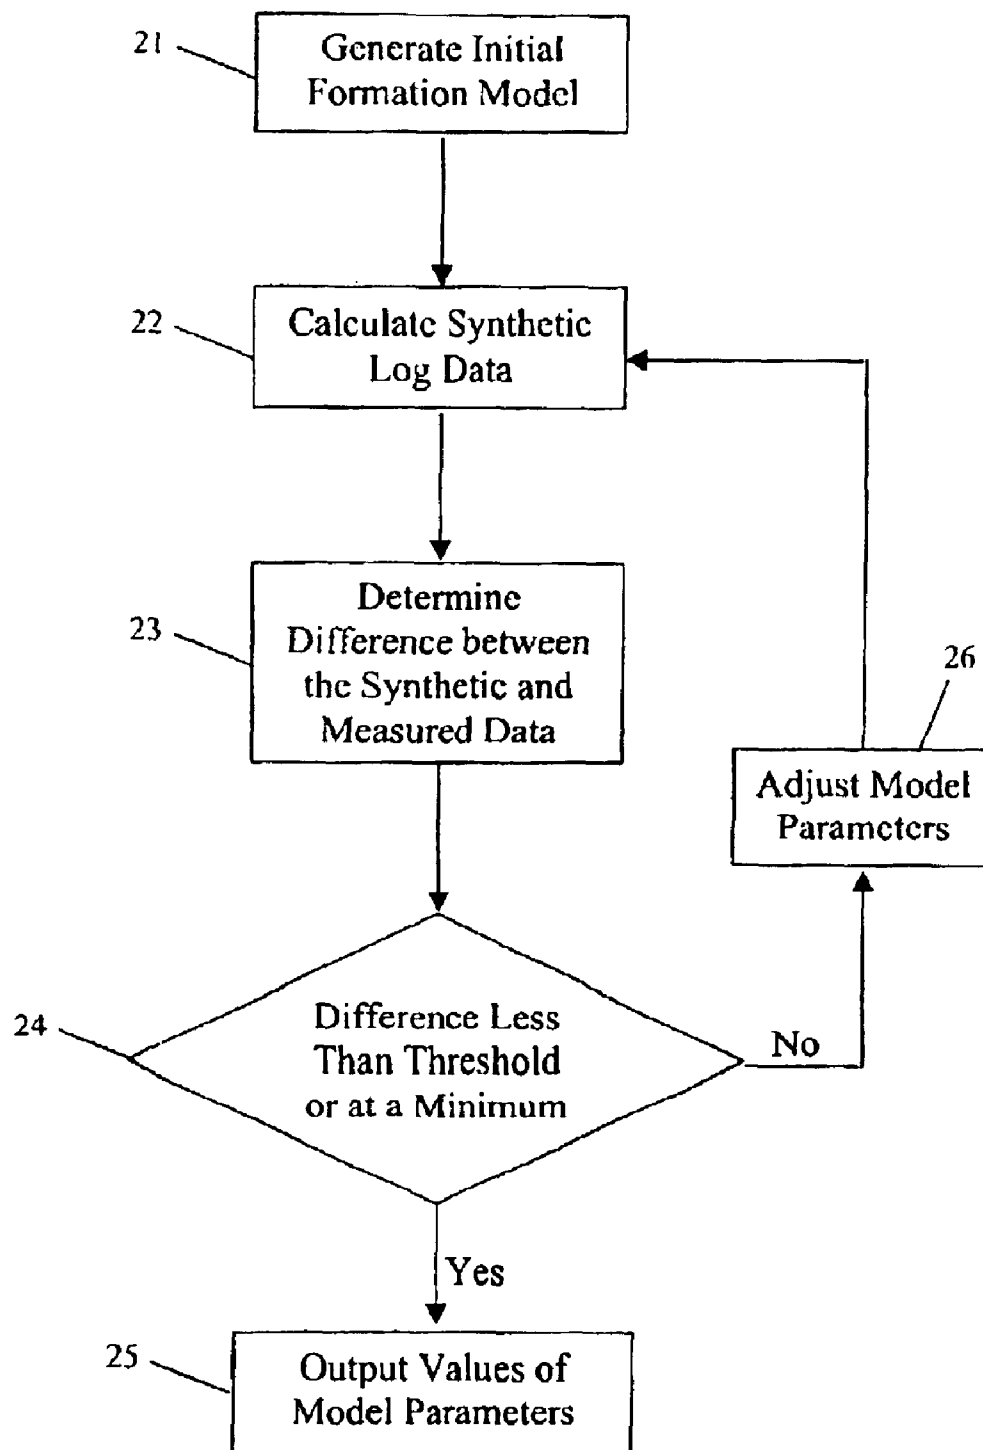 21
Generate Initial
Formation Model
22
Calculate Synthetic
Log Data
23
Determine
Difference between
the Synthetic and
Measured Data
26
Adjust Model
Parameters
24
Difference Less
Than Threshold
or at a Minimum
No
Yes
25
Output Values of
Model Parameters